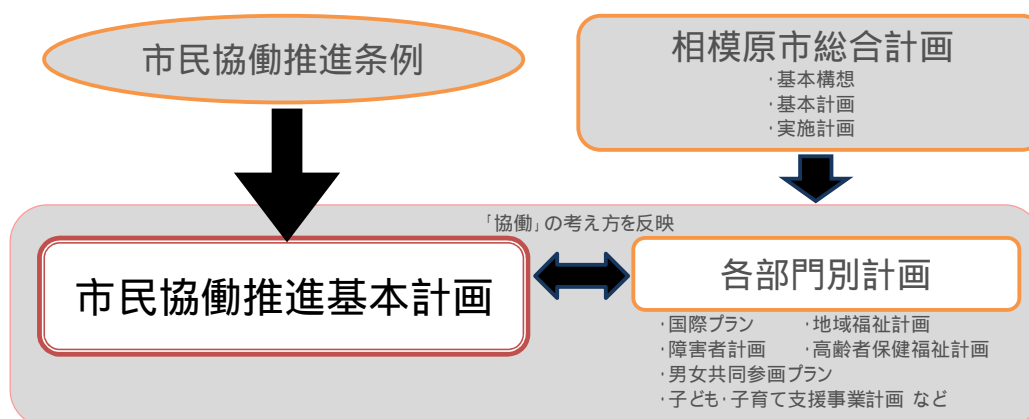 市民協働推進条例
相模原市総合計画
・基本構想
・基本計画
・実施計画
「協働」の考え方を反映
市民協働推進基本計画
各部門別計画
・国際プラン ・地域福祉計画
・障害者計画 ・高齢者保健福祉計画
・男女共同参画プラン
・子ども・子育て支援事業計画 など